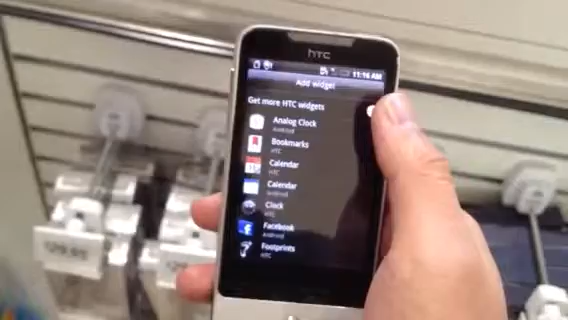 hTC
11:16 AM
Add widget
Get more HTC widgets
Analog Clock
Android
Bookmarks
HTC
Calendar
HTC
Calendar
Android
Clock
HTC
Facebook
Android
Footprints
HTC